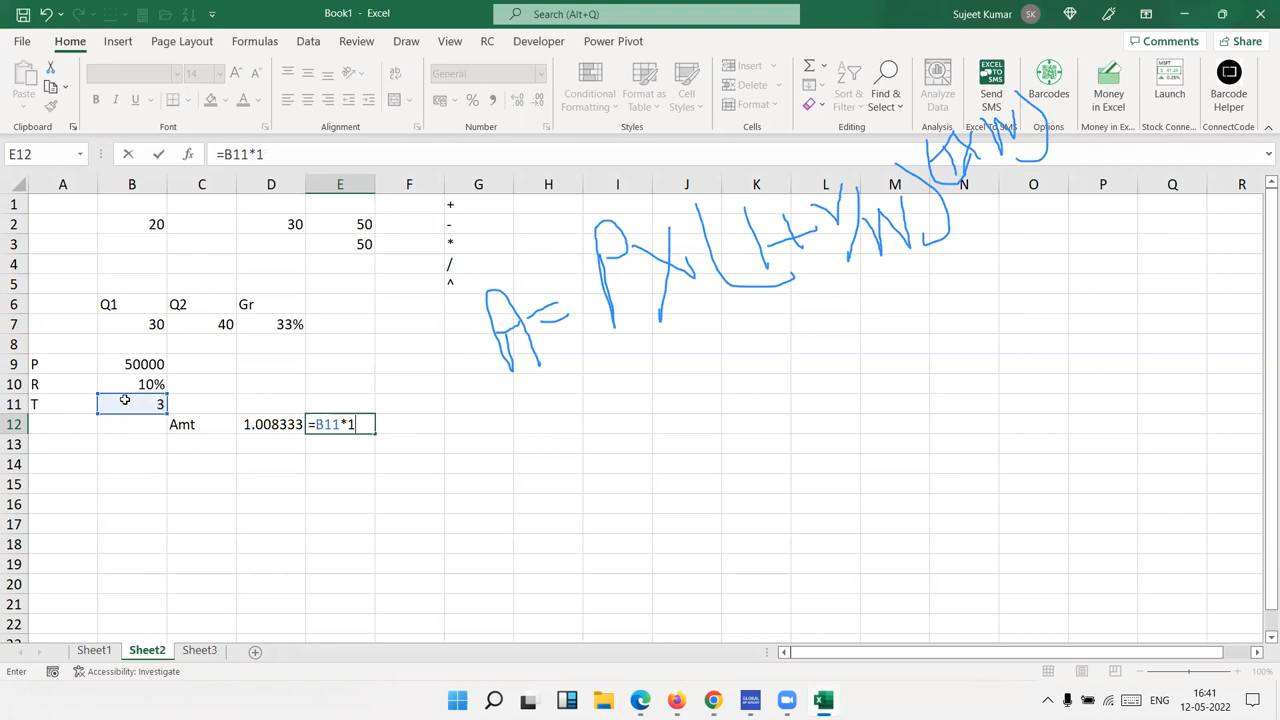 Book1 - Excel
Search (Alt+Q)
Sujeet Kumar
SK
File Home Insert Page Layout Formulas Data Review View Draw Developer RC Power Pivot
Comments
Share
Paste
14
General
Conditional Formatting
Format as Table
Cell Styles
Insert
Delete
Format
Sort & Filter
Find & Select
Analyze Data
Send SMS
Barcodes
Money in Excel
Launch
Barcode Helper
Clipboard Font Alignment Number Styles Cells Editing Analysis Excel To SMS Options Money in Excel Stock Connec... ConnectCode
E12
=B11*1
A B C D E F G H I J K L M N O P Q R
1 +
2 20 30 50 -
3 50 *
4 /
5 ^
6 Q1 Q2 Gr
7 30 40 33%
8
9 P 50000
10 R 10%
11 T 3
12 Amt 1.008333 =B11*1
13
14
15
16
17
18
19
20
21
22
Sheet1 Sheet2 Sheet3
Enter
Accessibility: Investigate
100%
ENG
16:41
12-05-2022